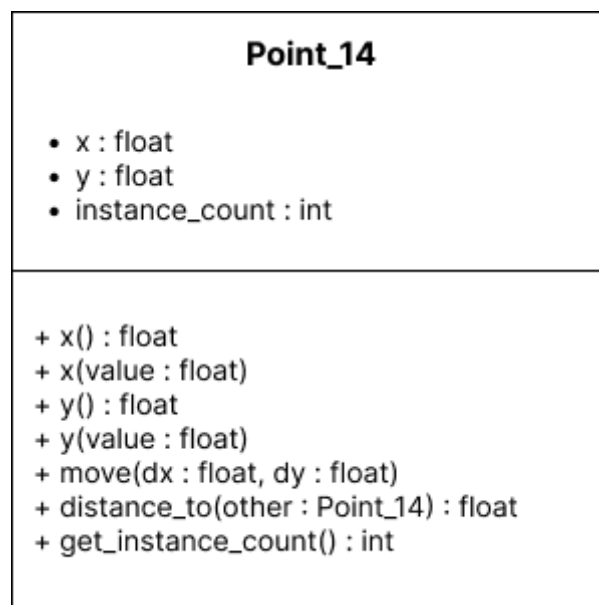 Point_14
• x : float
• y : float
• instance_count : int
+ x() : float
+ x(value : float)
+ y() : float
+ y(value : float)
+ move(dx : float, dy : float)
+ distance_to(other : Point_14) : float
+ get_instance_count() : int